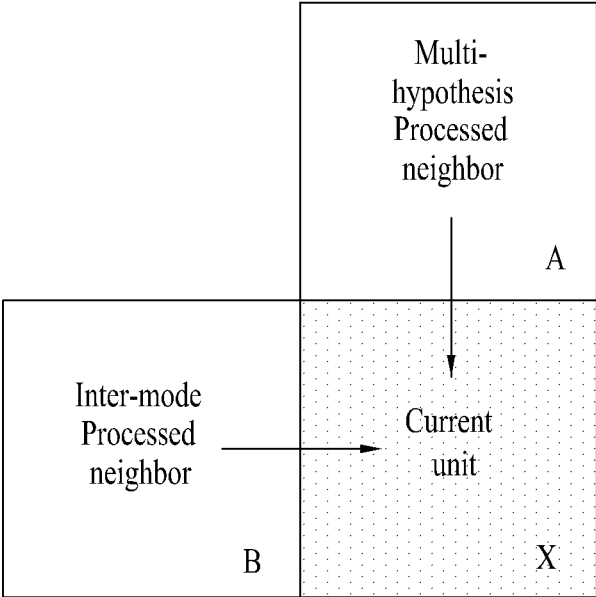 Multi-
hypothesis
Processed
neighbor
A
Inter-mode
Processed
neighbor
B
Current
unit
X